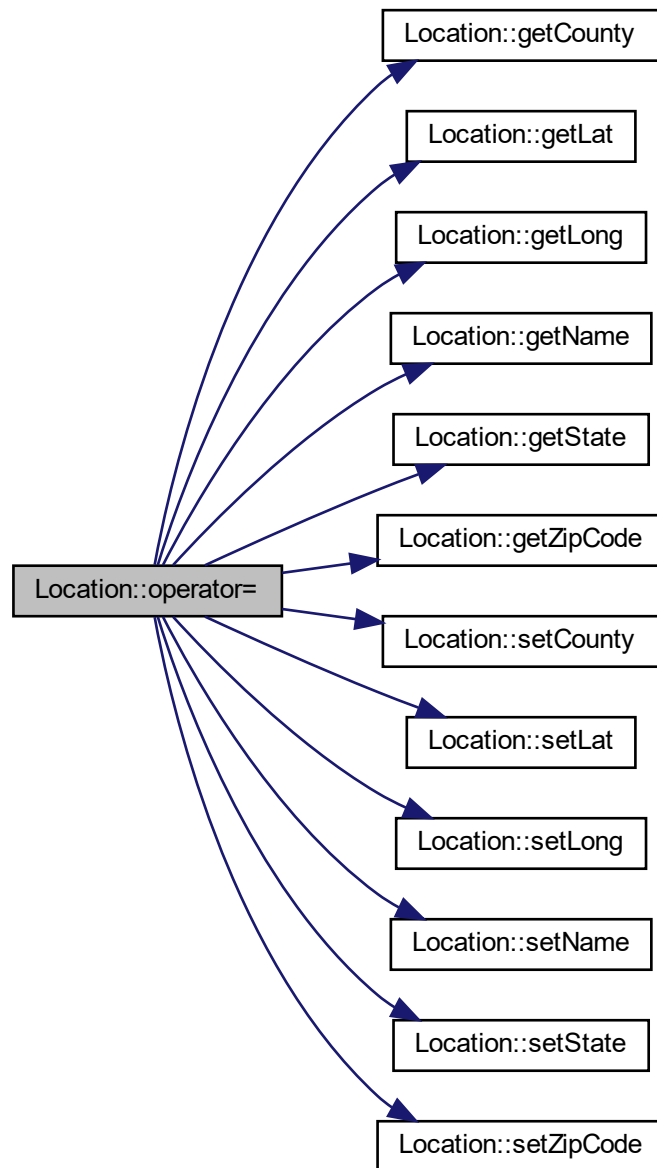 Location::getCounty
Location::getLat
Location::getLong
Location::getName
Location::getState
Location::getZipCode
Location::operator=
Location::setCounty
Location::setLat
Location::setLong
Location::setName
Location::setState
Location::setZipCode